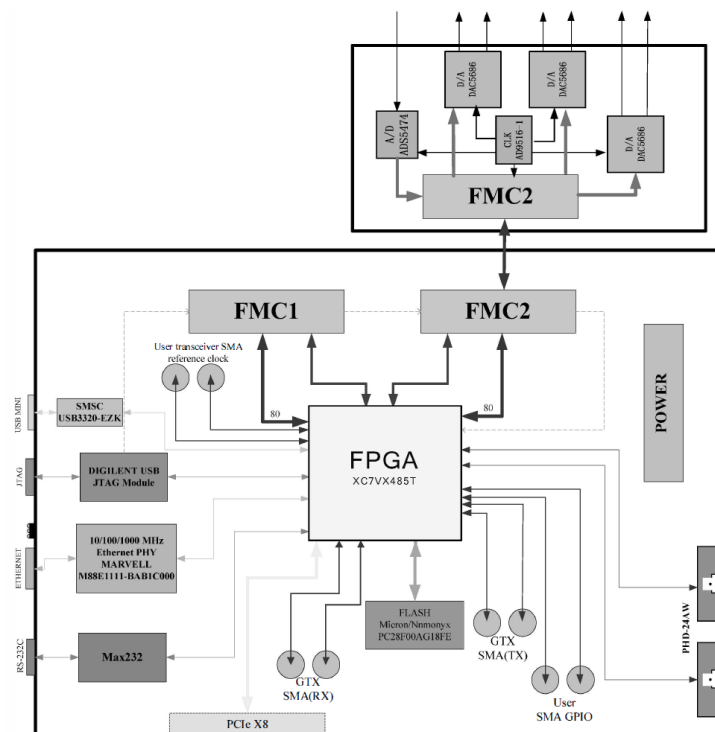 D/A
DAC5686
D/A
DAC5686
A/D
ADS5474
CLK
AD9516-1
D/A
DAC5686
FMC2
FMC1
FMC2
User transceiver SMA
reference clock
80
80
POWER
USB MINI
SMSC
USB3320-EZK
FPGA
XC7VX485T
JTAG
DIGILENT USB
JTAG Module
ETHERNET
10/100/1000 MHz
Ethernet PHY
MARVELL
M88E1111-BAB1C000
FLASH
Micron/Nnmonyx
PC28F00AG18FE
GTX
SMA(TX)
PHD-24AW
RS-232C
Max232
GTX
SMA(RX)
User
SMA GPIO
PCIe X8